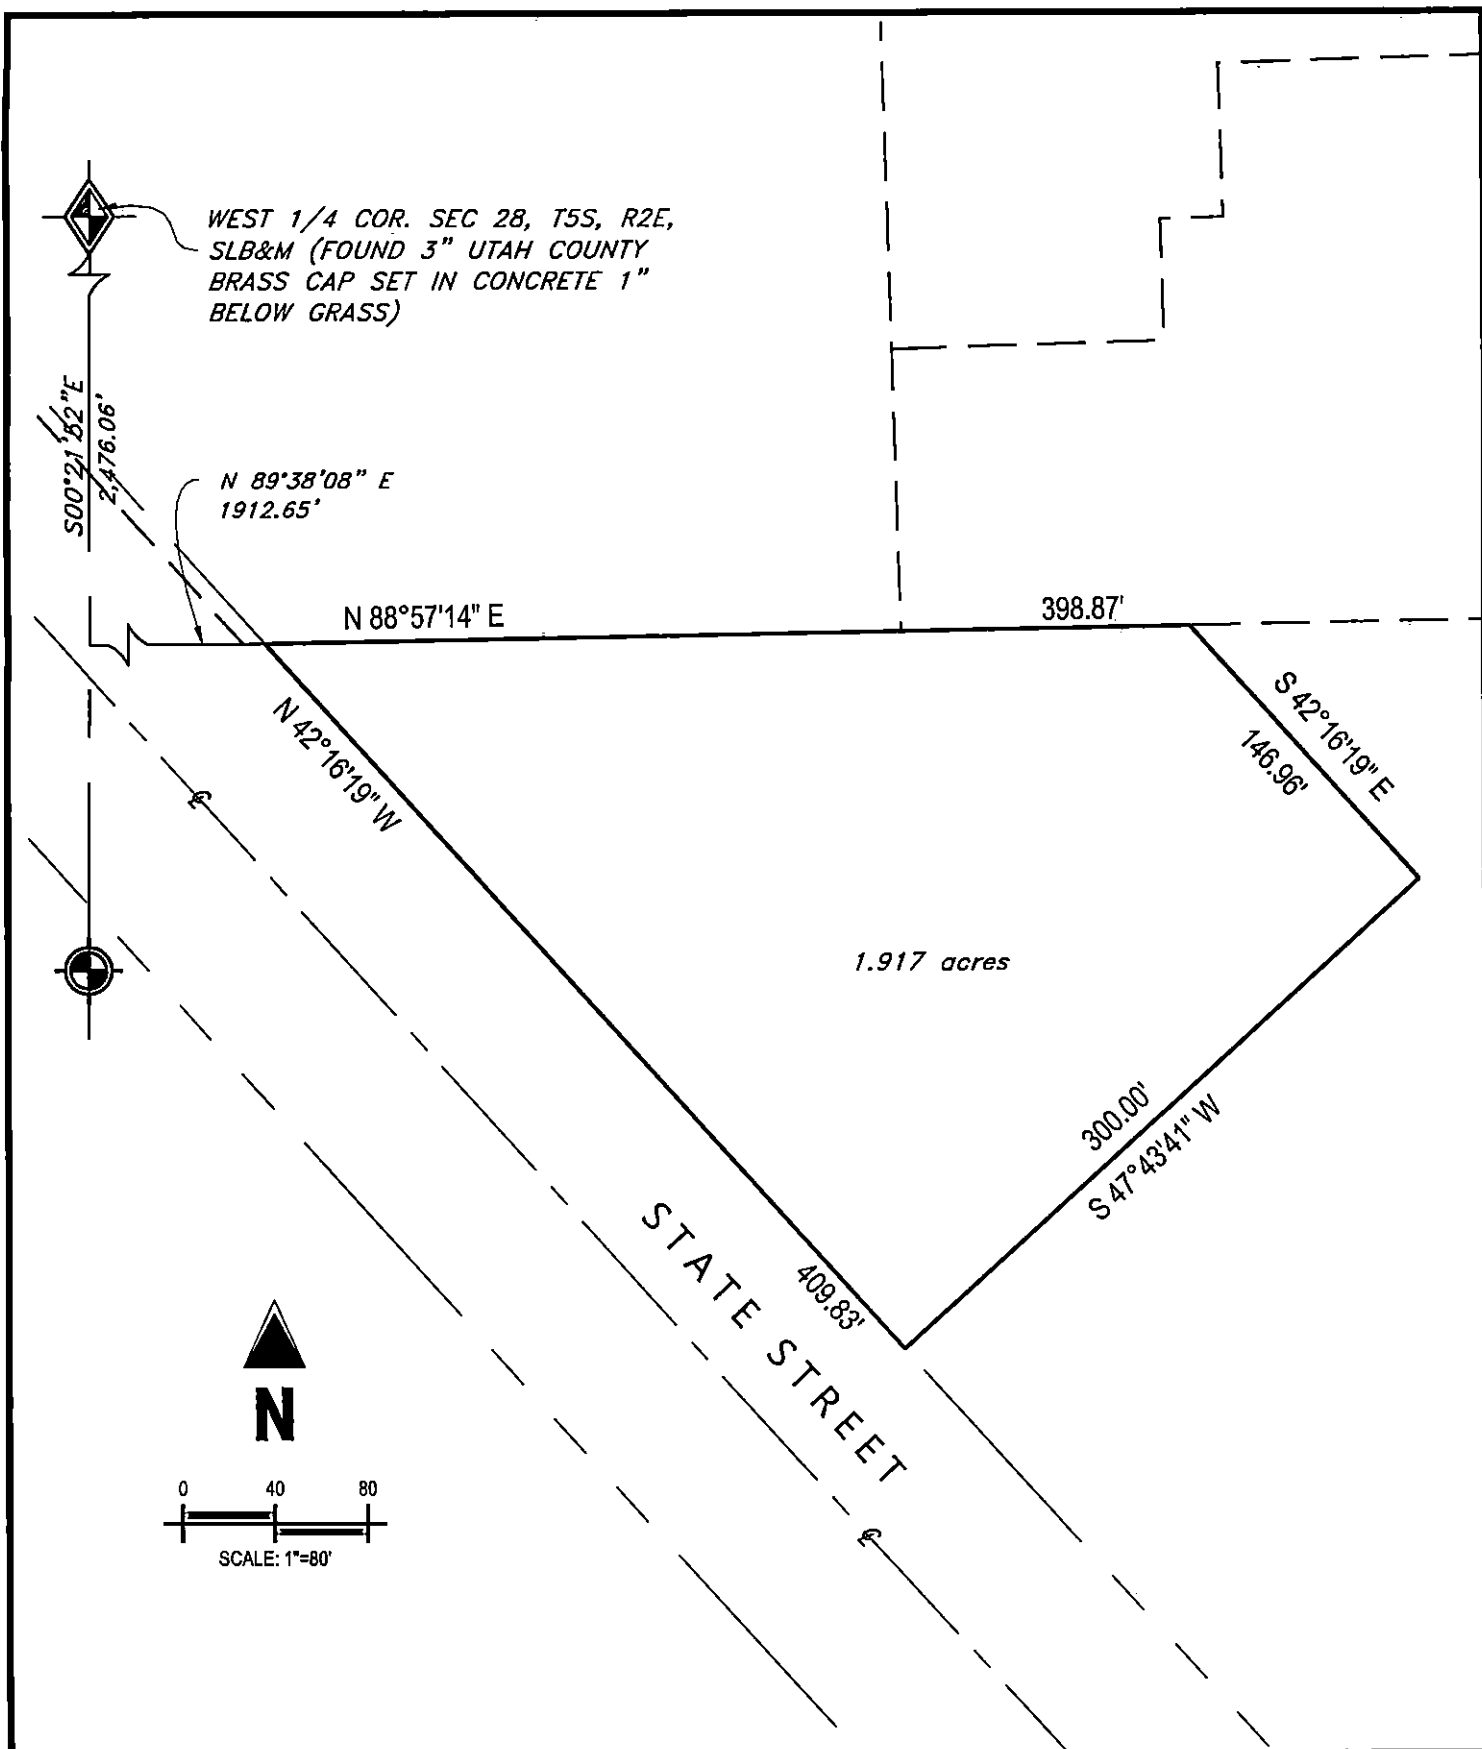 WEST 1/4 COR. SEC 28, T5S, R2E,
SLB&M (FOUND 3" UTAH COUNTY
BRASS CAP SET IN CONCRETE 1"
BELOW GRASS)
S00°21'52"E
2,476.06'
N 89°38'08" E
1912.65'
N 88°57'14" E
398.87'
S 42°16'19" E
146.96'
N 42°16'19" W
1.917 acres
300.00'
S 47°43'41" W
409.83'
STATE STREET
N
0 40 80
SCALE: 1"=80'